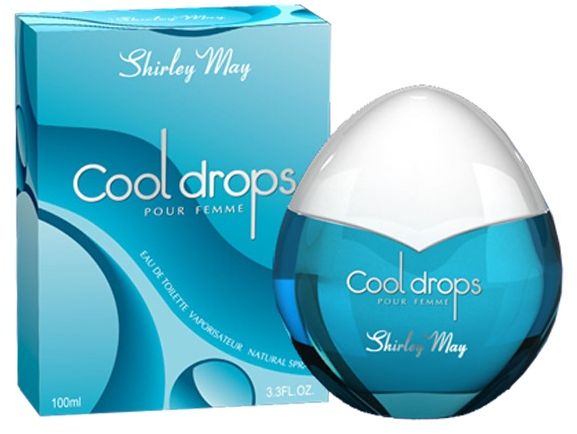 Shirley May
Cool drops
POUR FEMME
EAU DE TOILETTE VAPORISATEUR NATURAL
100ml
3.3FL.OZ.
Cool drops
POUR FEMME
Shirley May